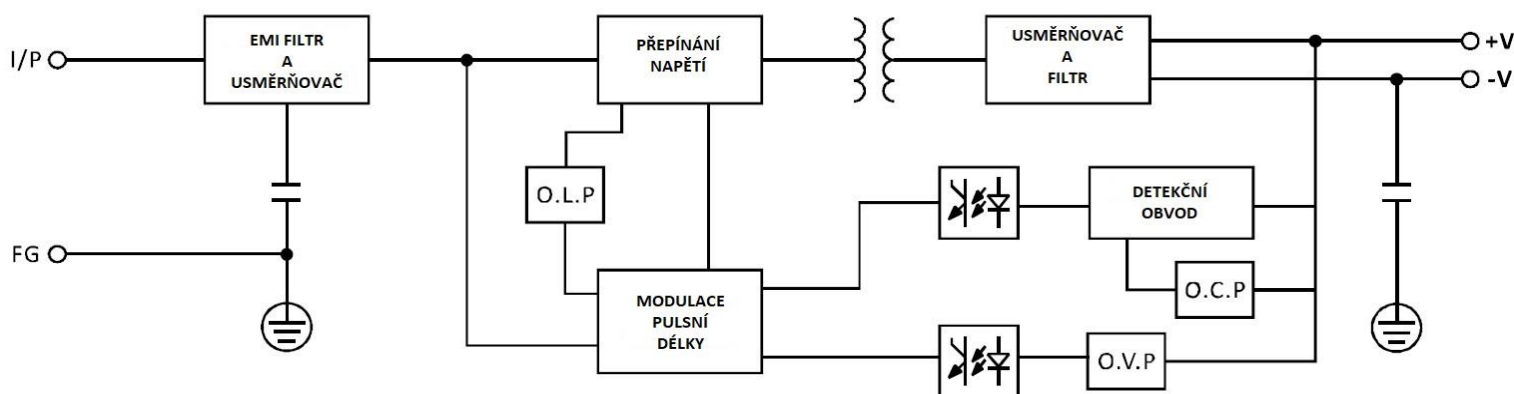 I/P
EMI FILTR
A
USMĚRŇOVAČ
PŘEPÍNÁNÍ
NAPĚTÍ
USMĚRŇOVAČ
A
FILTR
+V
-V
O.L.P
DETEKČNÍ
OBVOD
FG
O.C.P
MODULACE
PULSNÍ
DÉLKY
O.V.P